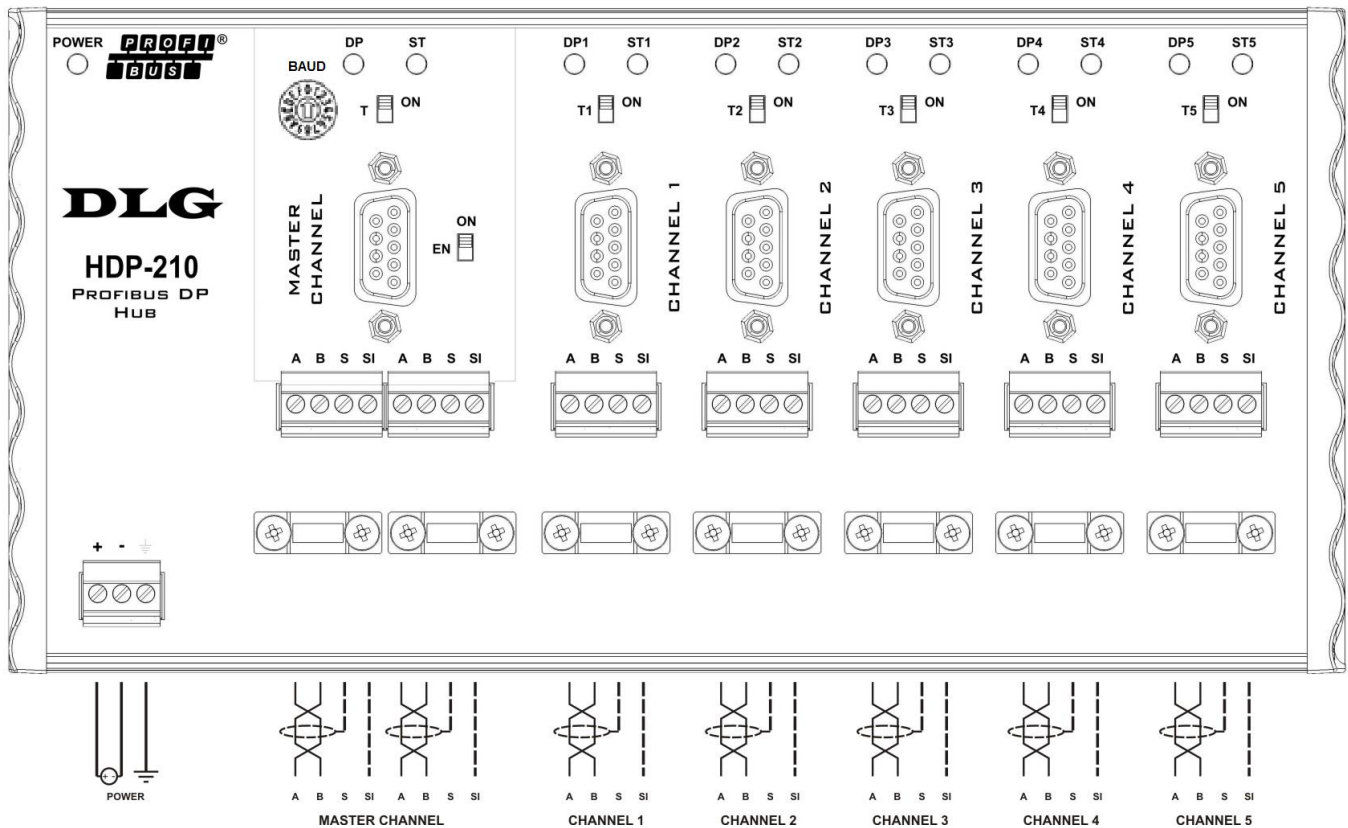 POWER PROFI® DP ST DP1 ST1 DP2 ST2 DP3 ST3 DP4 ST4 DP5 ST5
BUS
BAUD
T ON T1 ON T2 ON T3 ON T4 ON T5 ON
DLG
HDP-210
PROFIBUS DP
HUB
MASTER
CHANNEL
ON
EN
CHANNEL 1
CHANNEL 2
CHANNEL 3
CHANNEL 4
CHANNEL 5
A B S SI A B S SI A B S SI A B S SI A B S SI A B S SI A B S SI
+ -
POWER
A B S SI A B S SI A B S SI A B S SI A B S SI A B S SI A B S SI
MASTER CHANNEL CHANNEL 1 CHANNEL 2 CHANNEL 3 CHANNEL 4 CHANNEL 5